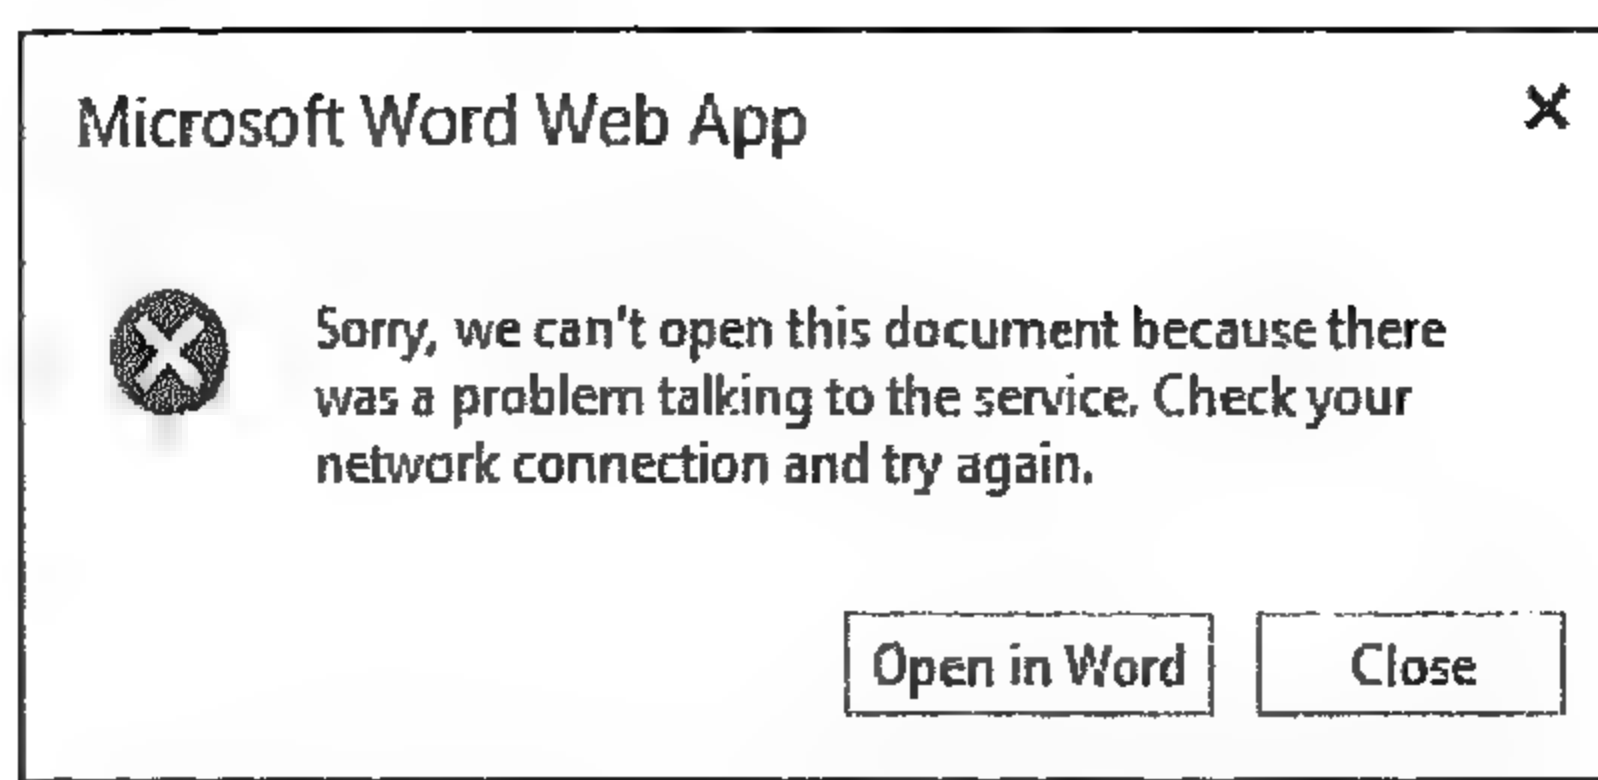 Microsoft Word Web App
Sorry, we can't open this document because there
was a problem talking to the service. Check your
network connection and try again.
Open in Word
Close